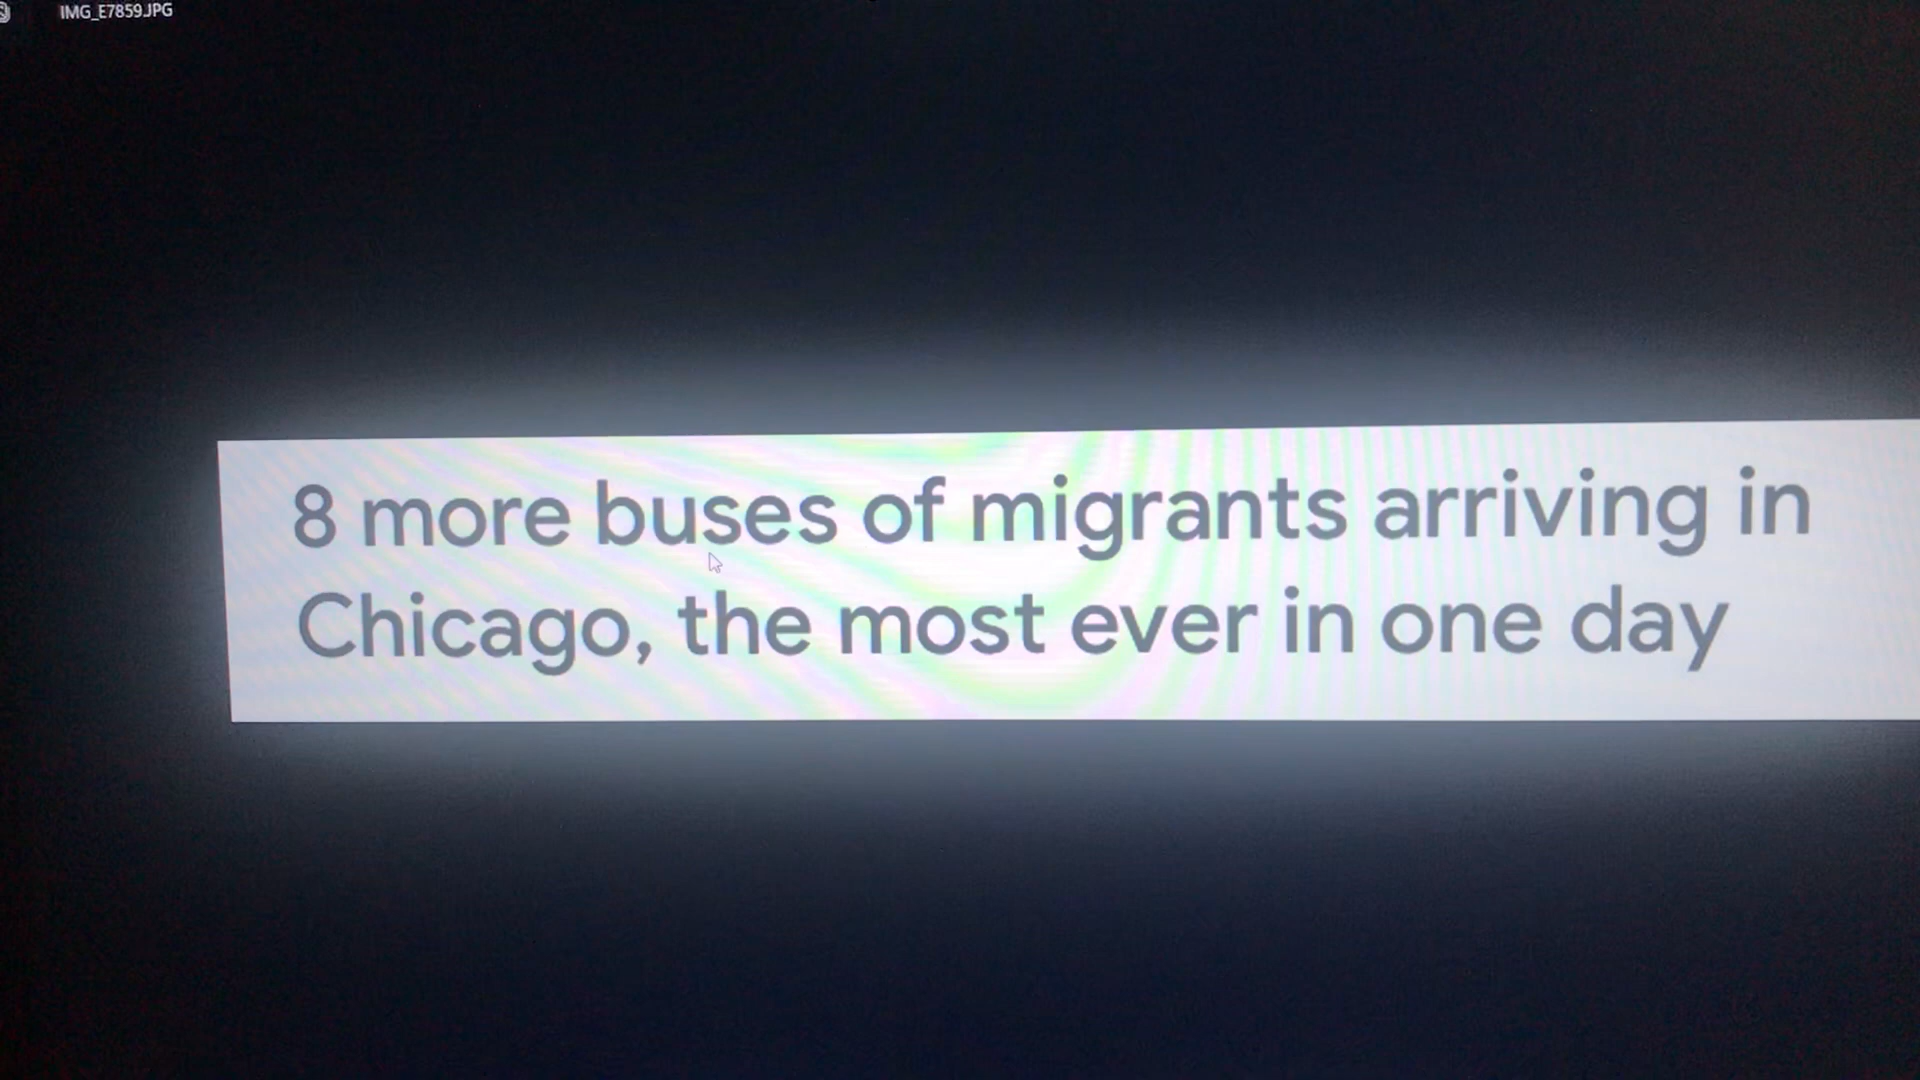 IMG_E7859.JPG
8 more buses of migrants arriving in
Chicago, the most ever in one day